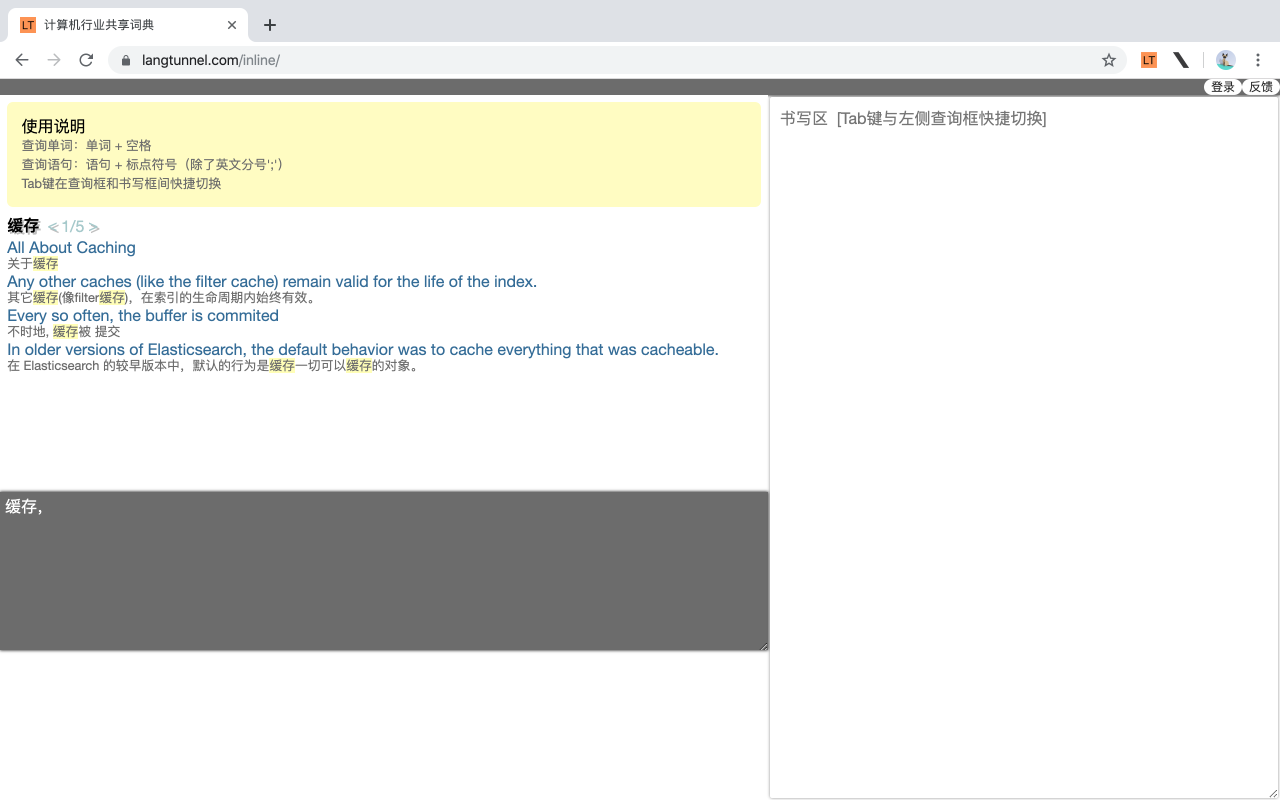 LT 计算机行业共享词典
langtunnel.com/inline/
LT
登录 反馈
使用说明
查询单词：单词 + 空格
查询语句：语句 + 标点符号（除了英文分号';'）
Tab键在查询框和书写框间快捷切换
缓存 ≪ 1/5 ≫
All About Caching
关于缓存
Any other caches (like the filter cache) remain valid for the life of the index.
其它缓存(像filter缓存)，在索引的生命周期内始终有效。
Every so often, the buffer is commited
不时地, 缓存被 提交
In older versions of Elasticsearch, the default behavior was to cache everything that was cacheable.
在 Elasticsearch 的较早版本中，默认的行为是缓存一切可以缓存的对象。
缓存，
书写区 [Tab键与左侧查询框快捷切换]